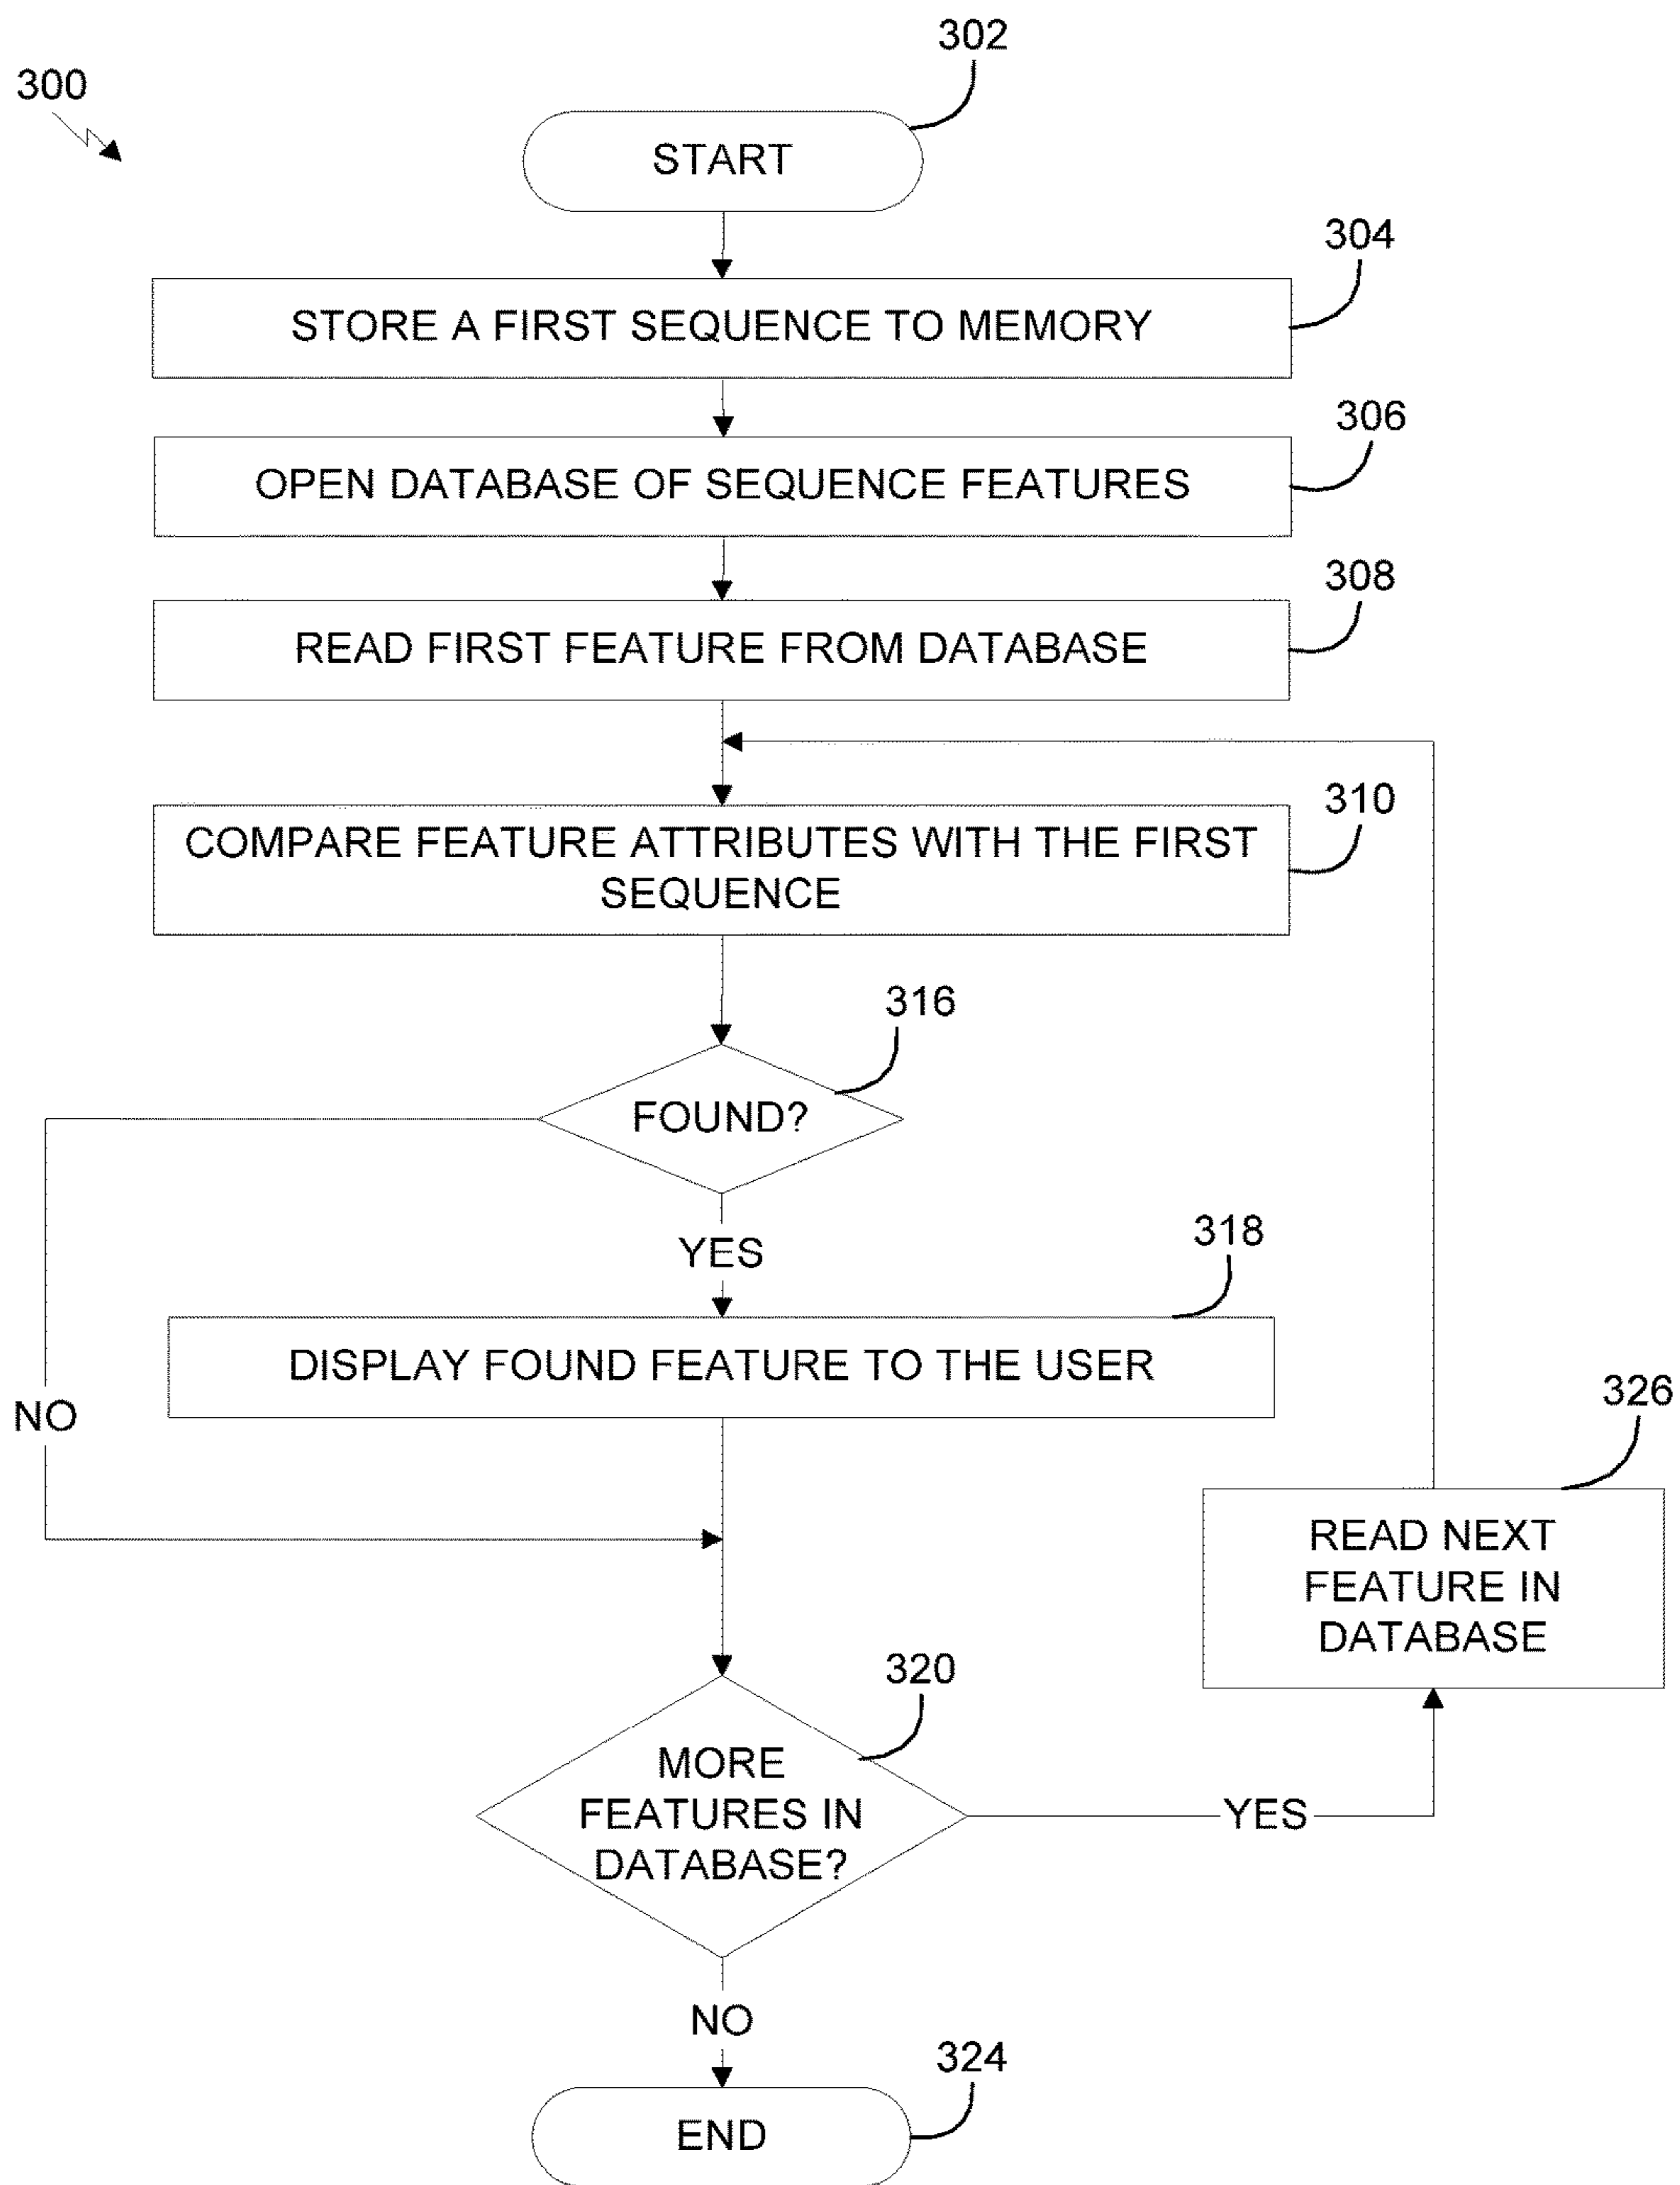 302
300
START
304
STORE A FIRST SEQUENCE TO MEMORY
306
OPEN DATABASE OF SEQUENCE FEATURES
308
READ FIRST FEATURE FROM DATABASE
310
COMPARE FEATURE ATTRIBUTES WITH THE FIRST
SEQUENCE
316
FOUND?
YES
318
DISPLAY FOUND FEATURE TO THE USER
NO
326
READ NEXT
FEATURE IN
DATABASE
320
MORE
FEATURES IN
DATABASE?
YES
NO
324
END